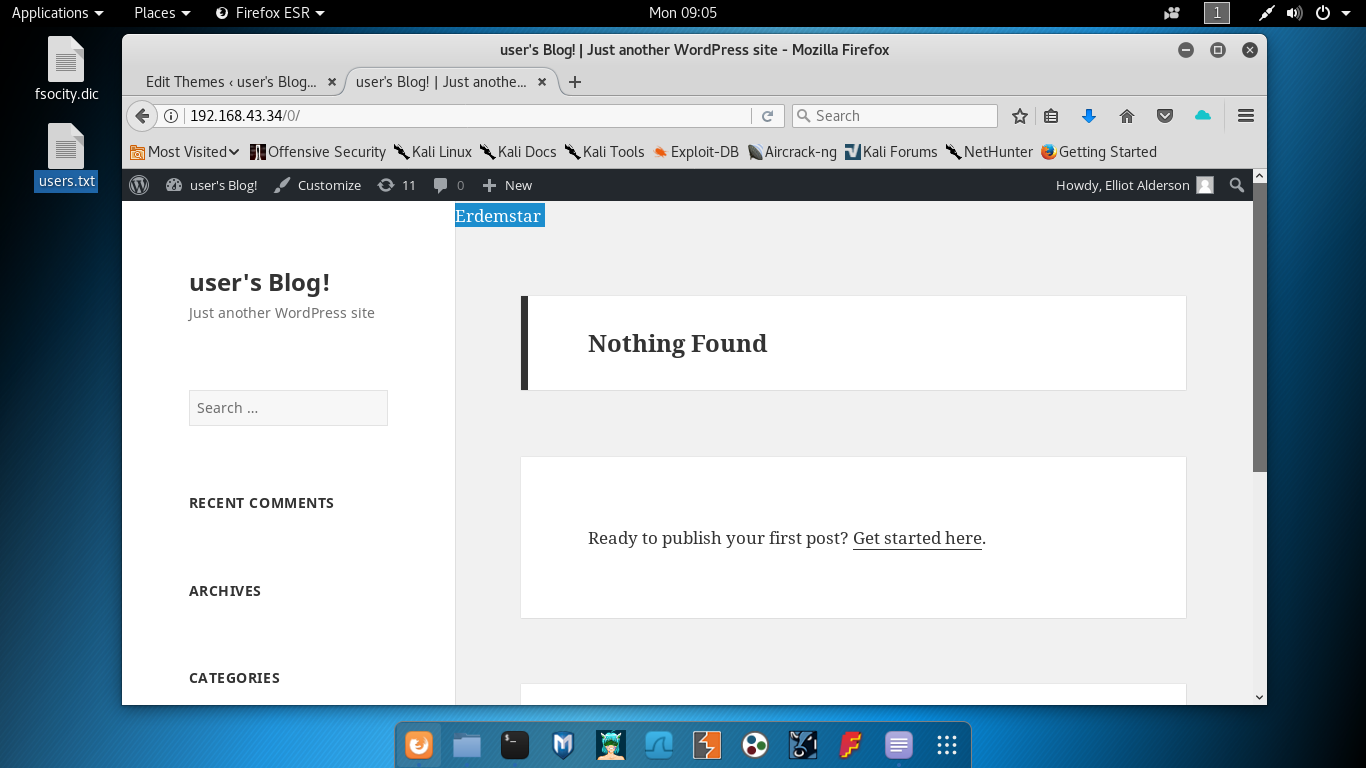 Applications Places Firefox ESR Mon 09:05 1
fsocity.dic
users.txt
user's Blog! | Just another WordPress site - Mozilla Firefox
Edit Themes ‹ user's Blog... user's Blog! | Just anothe...
192.168.43.34/0/ Search
Most Visited Offensive Security Kali Linux Kali Docs Kali Tools Exploit-DB Aircrack-ng Kali Forums NetHunter Getting Started
user's Blog! Customize 11 0 New Howdy, Elliot Alderson
Erdemstar
user's Blog!
Just another WordPress site
Search ...
RECENT COMMENTS
ARCHIVES
CATEGORIES
Nothing Found
Ready to publish your first post? Get started here.